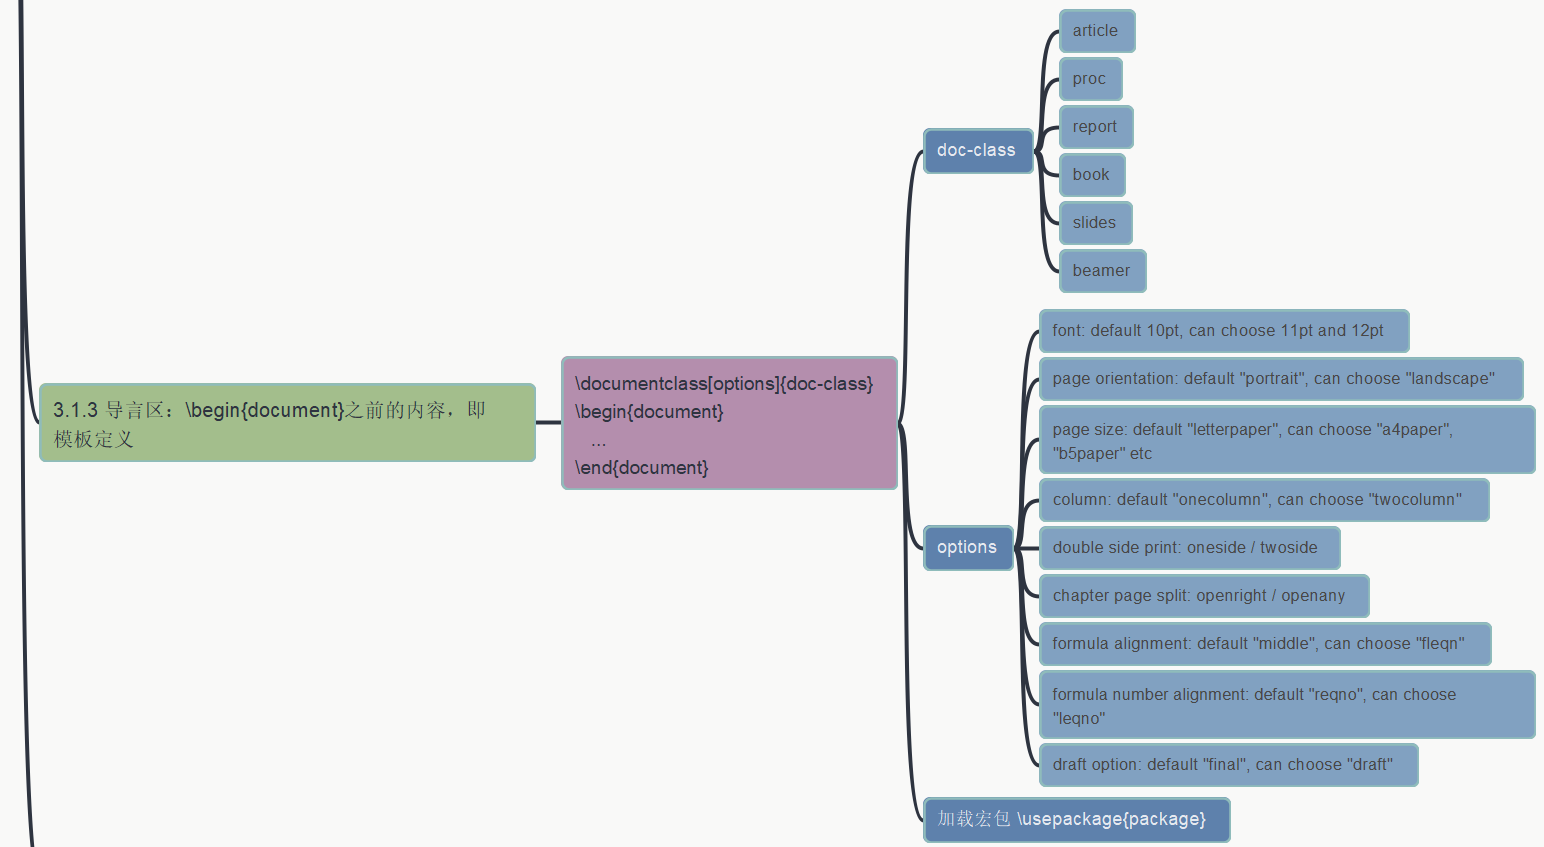 3.1.3 导言区：\begin{document}之前的内容，即
模板定义
\documentclass[options]{doc-class}
\begin{document}
...
\end{document}
doc-class
article
proc
report
book
slides
beamer
options
font: default 10pt, can choose 11pt and 12pt
page orientation: default "portrait", can choose "landscape"
page size: default "letterpaper", can choose "a4paper",
"b5paper" etc
column: default "onecolumn", can choose "twocolumn"
double side print: oneside / twoside
chapter page split: openright / openany
formula alignment: default "middle", can choose "fleqn"
formula number alignment: default "reqno", can choose
"leqno"
draft option: default "final", can choose "draft"
加载宏包 \usepackage{package}